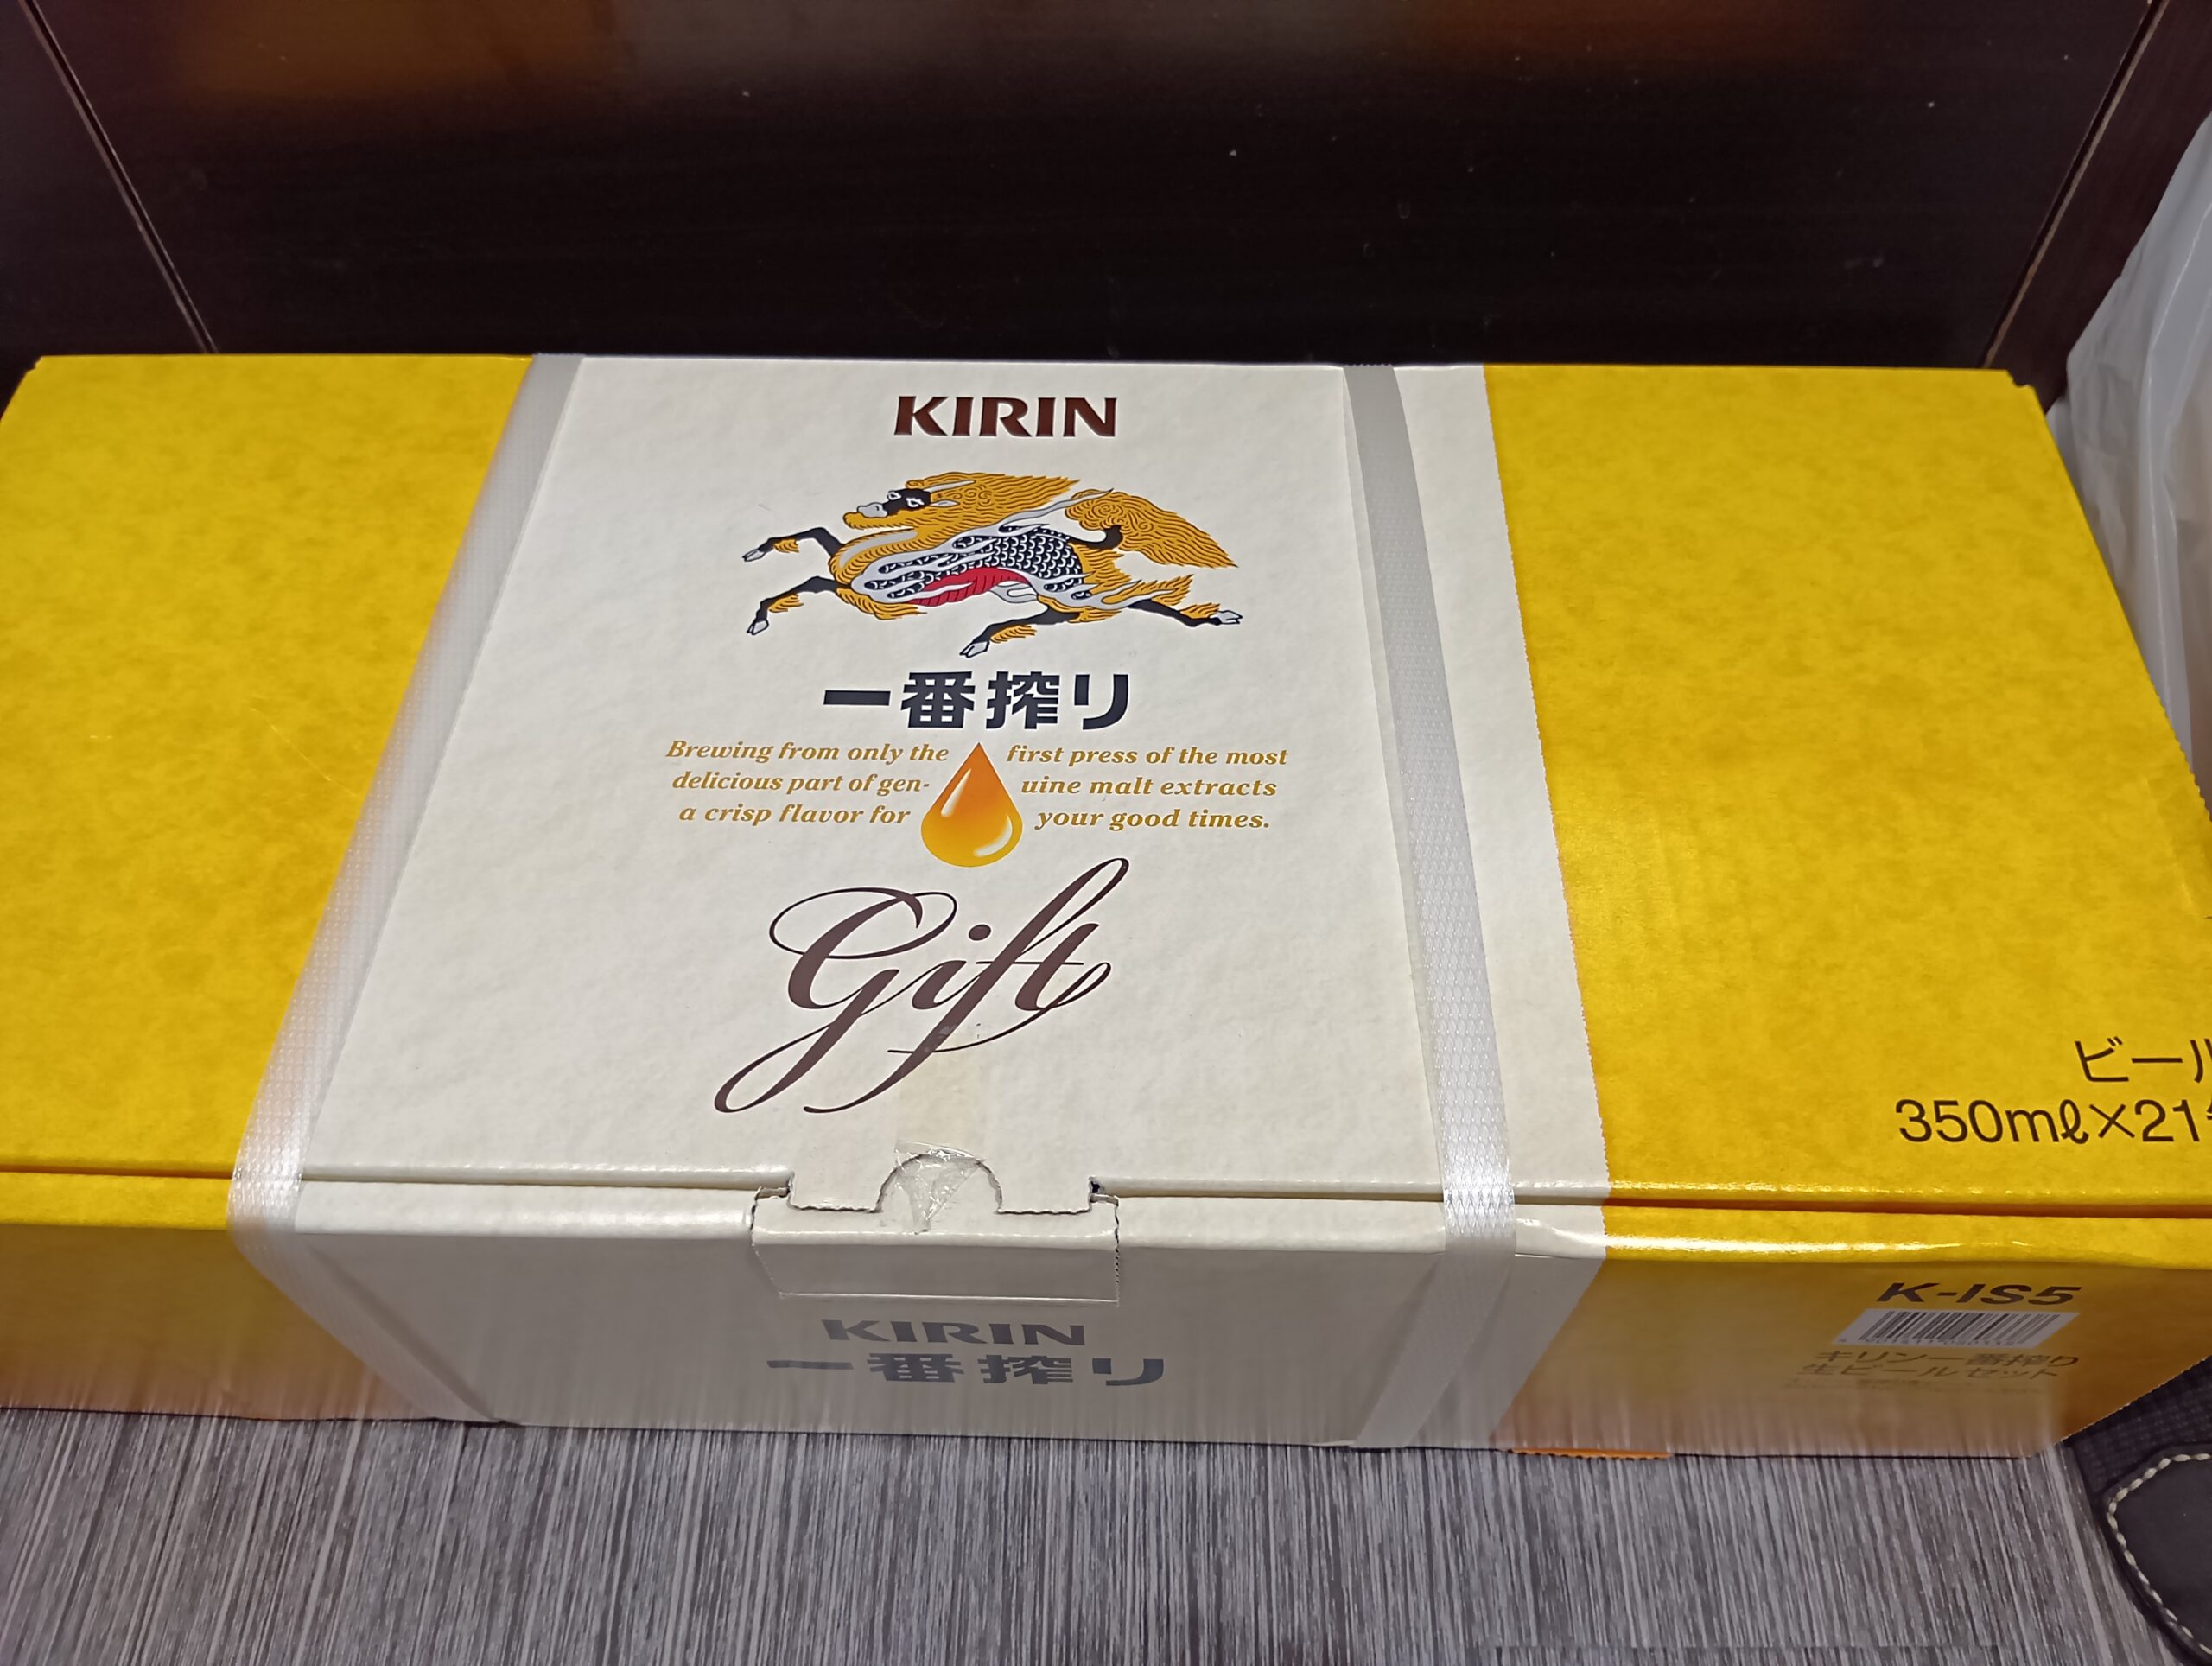 KIRIN
一番搾り
Brewing from only the first press of the most
delicious part of gen- uine malt extracts
a crisp flavor for your good times.
Gift
ビール
350mℓ×21
KIRIN
一番搾り
K-IS5
キリン一番搾り
生ビールセット